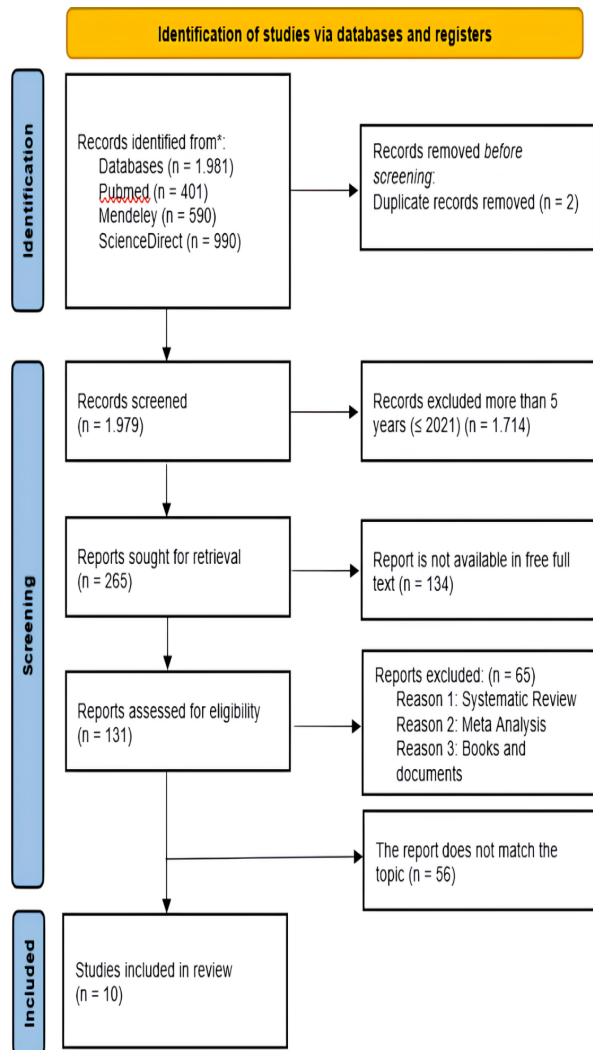 Identification of studies via databases and registers
Identification
Records identified from*:
Databases (n = 1.981)
Pubmed (n = 401)
Mendeley (n = 590)
ScienceDirect (n = 990)
Records removed before
screening:
Duplicate records removed (n = 2)
Screening
Records screened
(n = 1.979)
Records excluded more than 5
years (≤ 2021) (n = 1.714)
Reports sought for retrieval
(n = 265)
Report is not available in free full
text (n = 134)
Reports assessed for eligibility
(n = 131)
Reports excluded: (n = 65)
Reason 1: Systematic Review
Reason 2: Meta Analysis
Reason 3: Books and
documents
The report does not match the
topic (n = 56)
Included
Studies included in review
(n = 10)